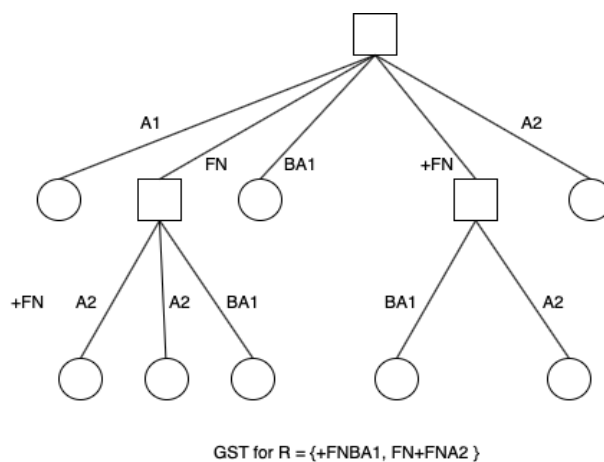 A1
FN
BA1
+FN
A2
+FN
A2
A2
BA1
BA1
A2
GST for R = {+FNBA1, FN+FNA2 }